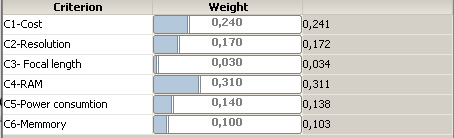 Criterion Weight
C1-Cost 0,240 0,241
C2-Resolution 0,170 0,172
C3- Focal length 0,030 0,034
C4-RAM 0,310 0,311
C5-Power consumtion 0,140 0,138
C6-Memmory 0,100 0,103